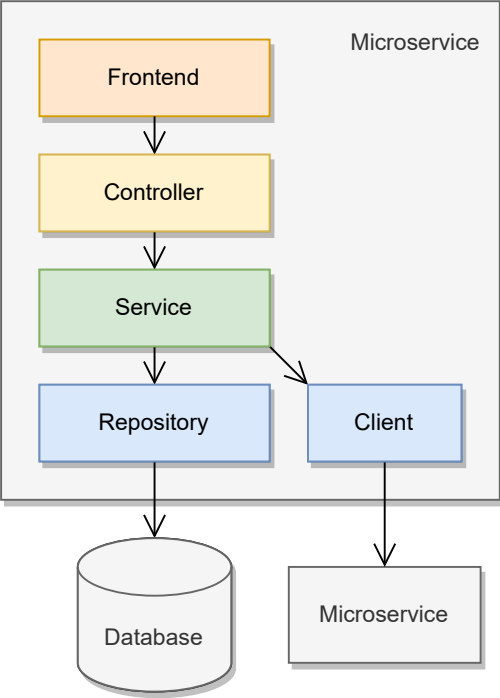 Microservice
Frontend
Controller
Service
Repository
Client
Database
Microservice